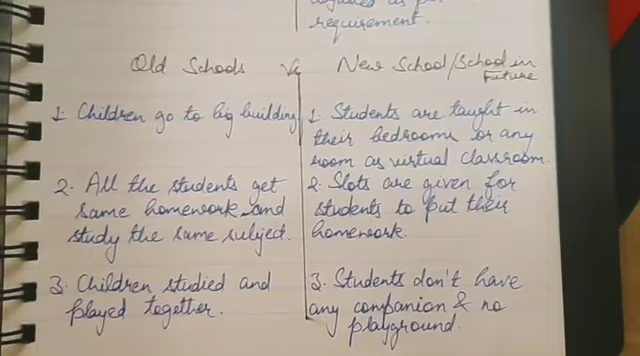 requirement.
Old Schools Vs New School/School in
Future
1. Children go to big building
1. Students are taught in
their bedrooms or any
room as virtual classroom.
2. All the students get
same homework and
study the same subject.
2. Slots are given for
students to put their
homework.
3. Children studied and
played together.
3. Students don't have
any companion & no
playground.